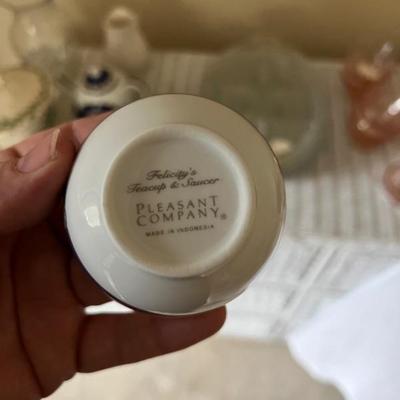 Felicity's
Teacup & Saucer
PLEASANT
COMPANY®
MADE IN INDONESIA